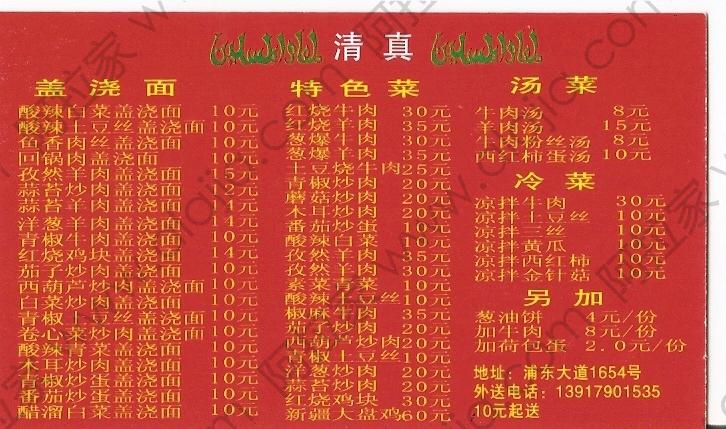 清真
盖浇面
酸辣白菜盖浇面 10元
酸辣土豆丝盖浇面 10元
鱼香肉丝盖浇面 10元
回锅肉盖浇面 10元
孜然羊肉盖浇面 15元
蒜苔炒肉盖浇面 12元
蒜苔羊肉盖浇面 14元
洋葱羊肉盖浇面 14元
青椒牛肉盖浇面 10元
红烧鸡块盖浇面 14元
茄子炒肉盖浇面 10元
西葫芦炒肉盖浇面 10元
白菜炒肉盖浇面 10元
青椒土豆丝盖浇面 10元
卷心菜炒肉盖浇面 10元
酸辣青菜盖浇面 10元
木耳炒肉盖浇面 10元
青椒炒蛋盖浇面 10元
番茄炒蛋盖浇面 10元
醋溜白菜盖浇面 10元
特色菜
红烧牛肉 30元
红烧羊肉 35元
葱爆牛肉 30元
葱爆羊肉 35元
土豆烧牛肉 25元
青椒炒肉 20元
蘑菇炒肉 20元
木耳炒肉 20元
番茄炒蛋 10元
酸辣白菜 10元
孜然羊肉 35元
孜然羊肉 30元
素菜青菜 10元
酸辣土豆丝 10元
椒麻牛肉 35元
茄子炒肉 20元
西葫芦炒肉 20元
青椒土豆丝 10元
洋葱炒肉 20元
蒜苔炒肉 20元
红烧鸡块 30元
新疆大盘鸡 60元
汤菜
牛肉汤 8元
羊肉汤 15元
牛肉粉丝汤 8元
西红柿蛋汤 10元
冷菜
凉拌牛肉 30元
凉拌土豆丝 10元
凉拌三丝 10元
凉拌黄瓜 10元
凉拌西红柿 10元
凉拌金针菇 10元
另加
葱油饼 4元/份
加牛肉 8元/份
加荷包蛋 2.0元/份
地址：浦东大道1654号
外送电话：13917901535
10元起送